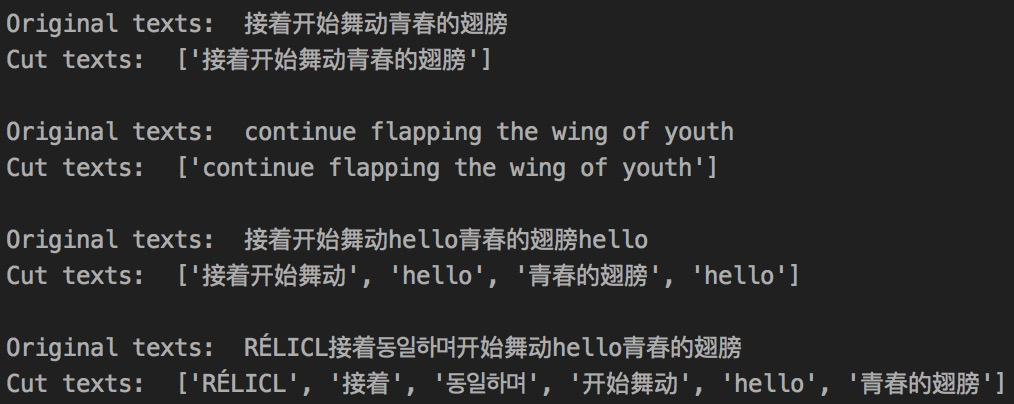 Original texts:  接着开始舞动青春的翅膀
Cut texts:  ['接着开始舞动青春的翅膀']
Original texts:  continue flapping the wing of youth
Cut texts:  ['continue flapping the wing of youth']
Original texts:  接着开始舞动hello青春的翅膀hello
Cut texts:  ['接着开始舞动', 'hello', '青春的翅膀', 'hello']
Original texts:  RÉLICL接着동일하며开始舞动hello青春的翅膀
Cut texts:  ['RÉLICL', '接着', '동일하며', '开始舞动', 'hello', '青春的翅膀']